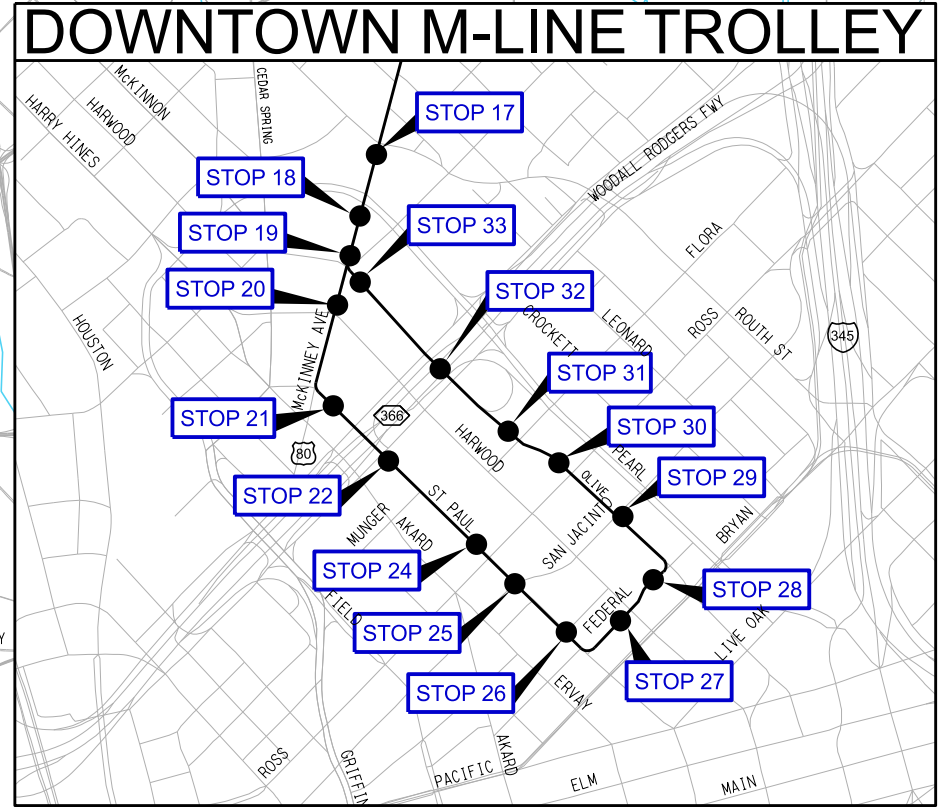 DOWNTOWN M-LINE TROLLEY
McKINNON
CEDAR SPRING
HARWOOD
HARRY HINES
STOP 17
WOODALL RODGERS FWY
STOP 18
STOP 19
STOP 33
FLORA
STOP 20
STOP 32
HOUSTON
McKINNEY AVE
CROCKETT
LEONARD
ROSS
ROUTH ST
345
STOP 31
STOP 21
366
STOP 30
80
HARWOOD
PEARL
STOP 29
OLIVE
STOP 22
ST PAUL
MUNGER
AKARD
SAN JACINTO
BRYAN
STOP 24
STOP 28
FIELD
FEDERAL
STOP 25
LIVE OAK
Y
STOP 26
STOP 27
ERVAY
ROSS
GRIFFIN
PACIFIC
AKARD
ELM
MAIN